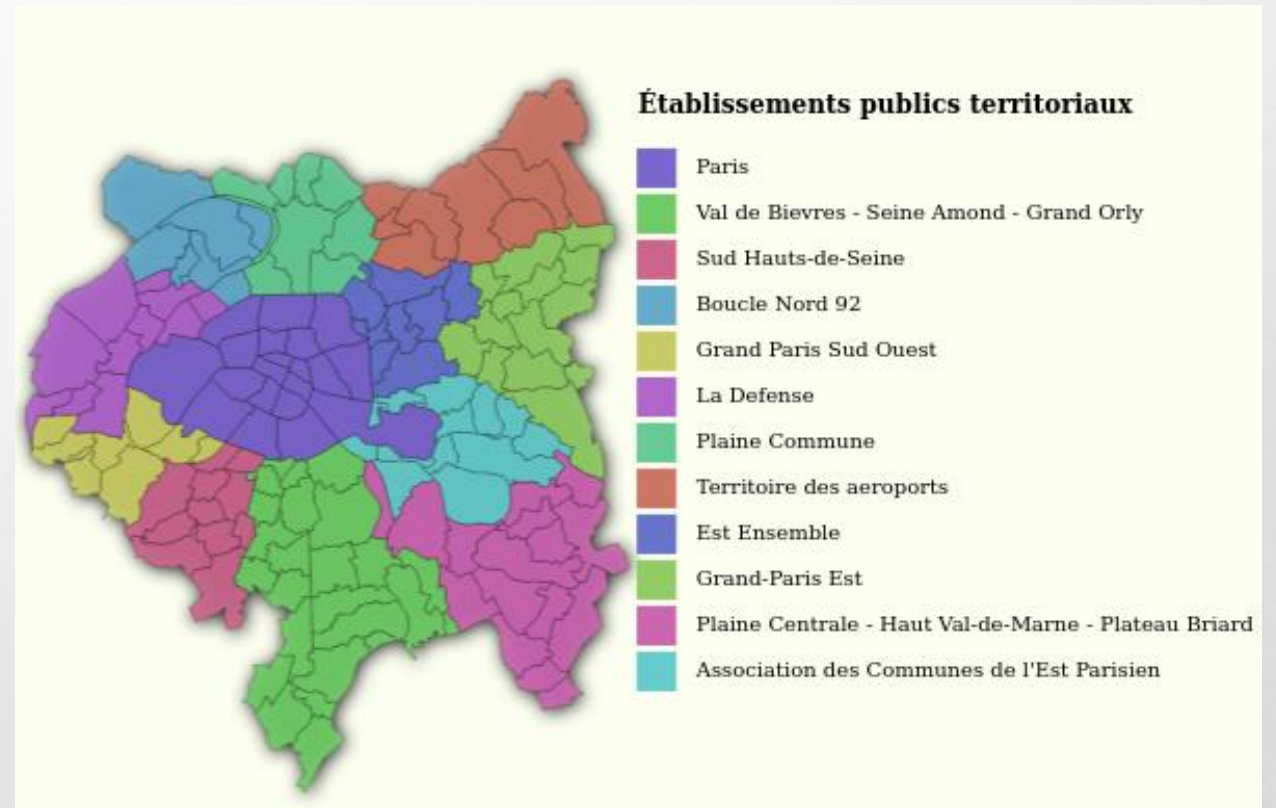 Établissements publics territoriaux
Paris
Val de Bievres - Seine Amond - Grand Orly
Sud Hauts-de-Seine
Boucle Nord 92
Grand Paris Sud Ouest
La Defense
Plaine Commune
Territoire des aeroports
Est Ensemble
Grand-Paris Est
Plaine Centrale - Haut Val-de-Marne - Plateau Briard
Association des Communes de l'Est Parisien